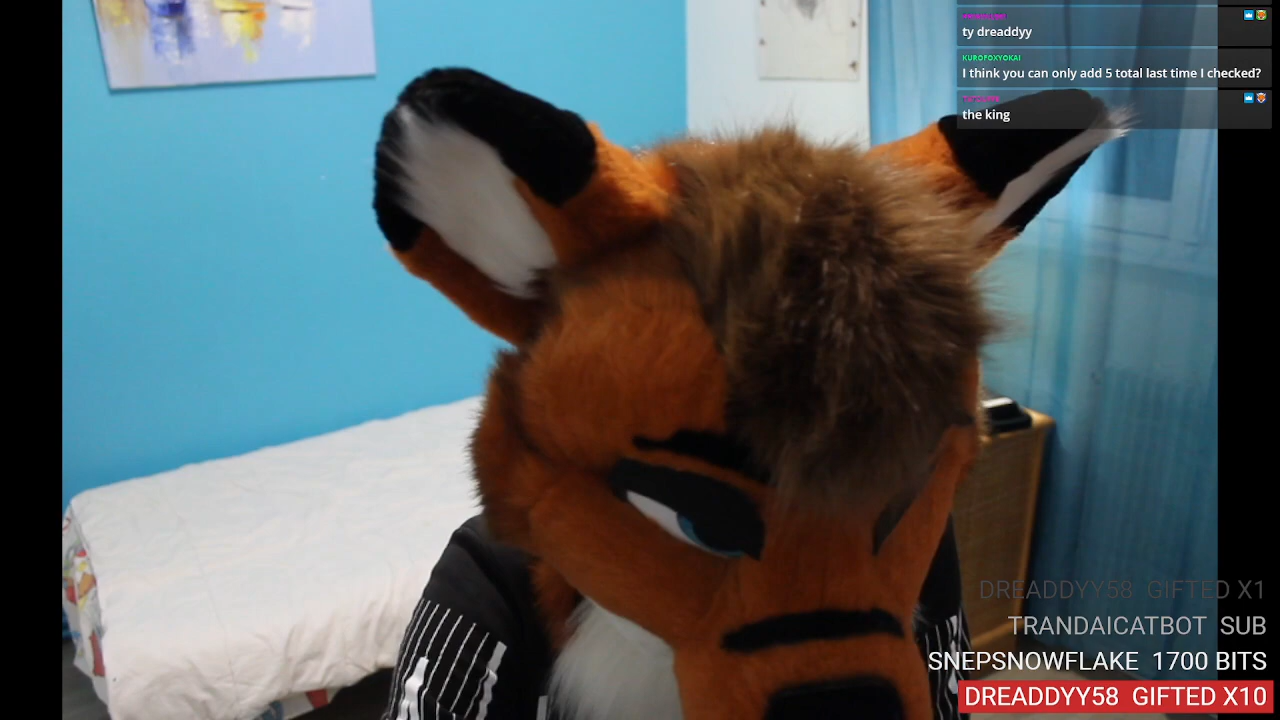 ty dreaddyy
KUROFOXYOKAI
I think you can only add 5 total last time I checked?
the king
DREADDYY58 GIFTED X1
TRANDAICATBOT SUB
SNEPSNOWFLAKE 1700 BITS
DREADDYY58 GIFTED X10